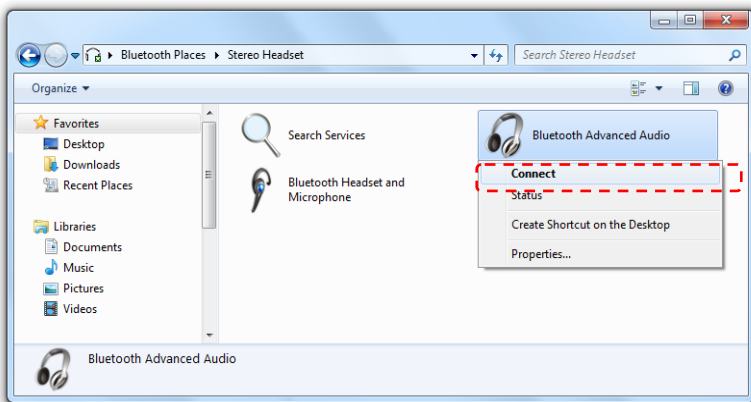 Bluetooth Places Stereo Headset
Search Stereo Headset
Organize
Favorites
Desktop
Downloads
Recent Places
Libraries
Documents
Music
Pictures
Videos
Search Services
Bluetooth Advanced Audio
Bluetooth Headset and
Microphone
Connect
Status
Create Shortcut on the Desktop
Properties...
Bluetooth Advanced Audio